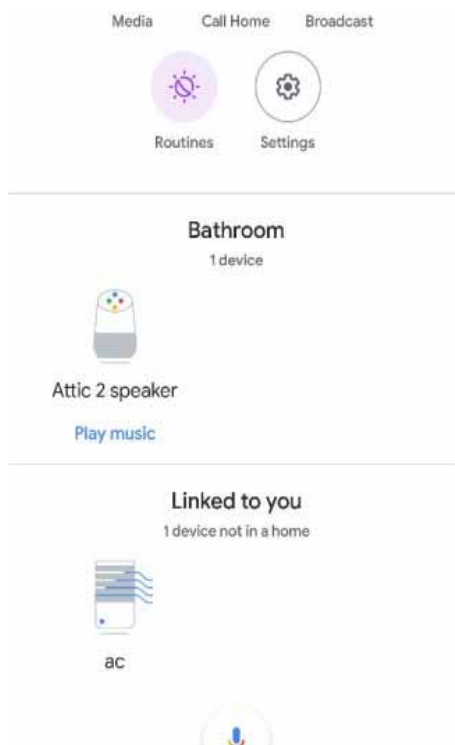 Media Call Home Broadcast
Routines Settings
Bathroom
1 device
Attic 2 speaker
Play music
Linked to you
1 device not in a home
ac